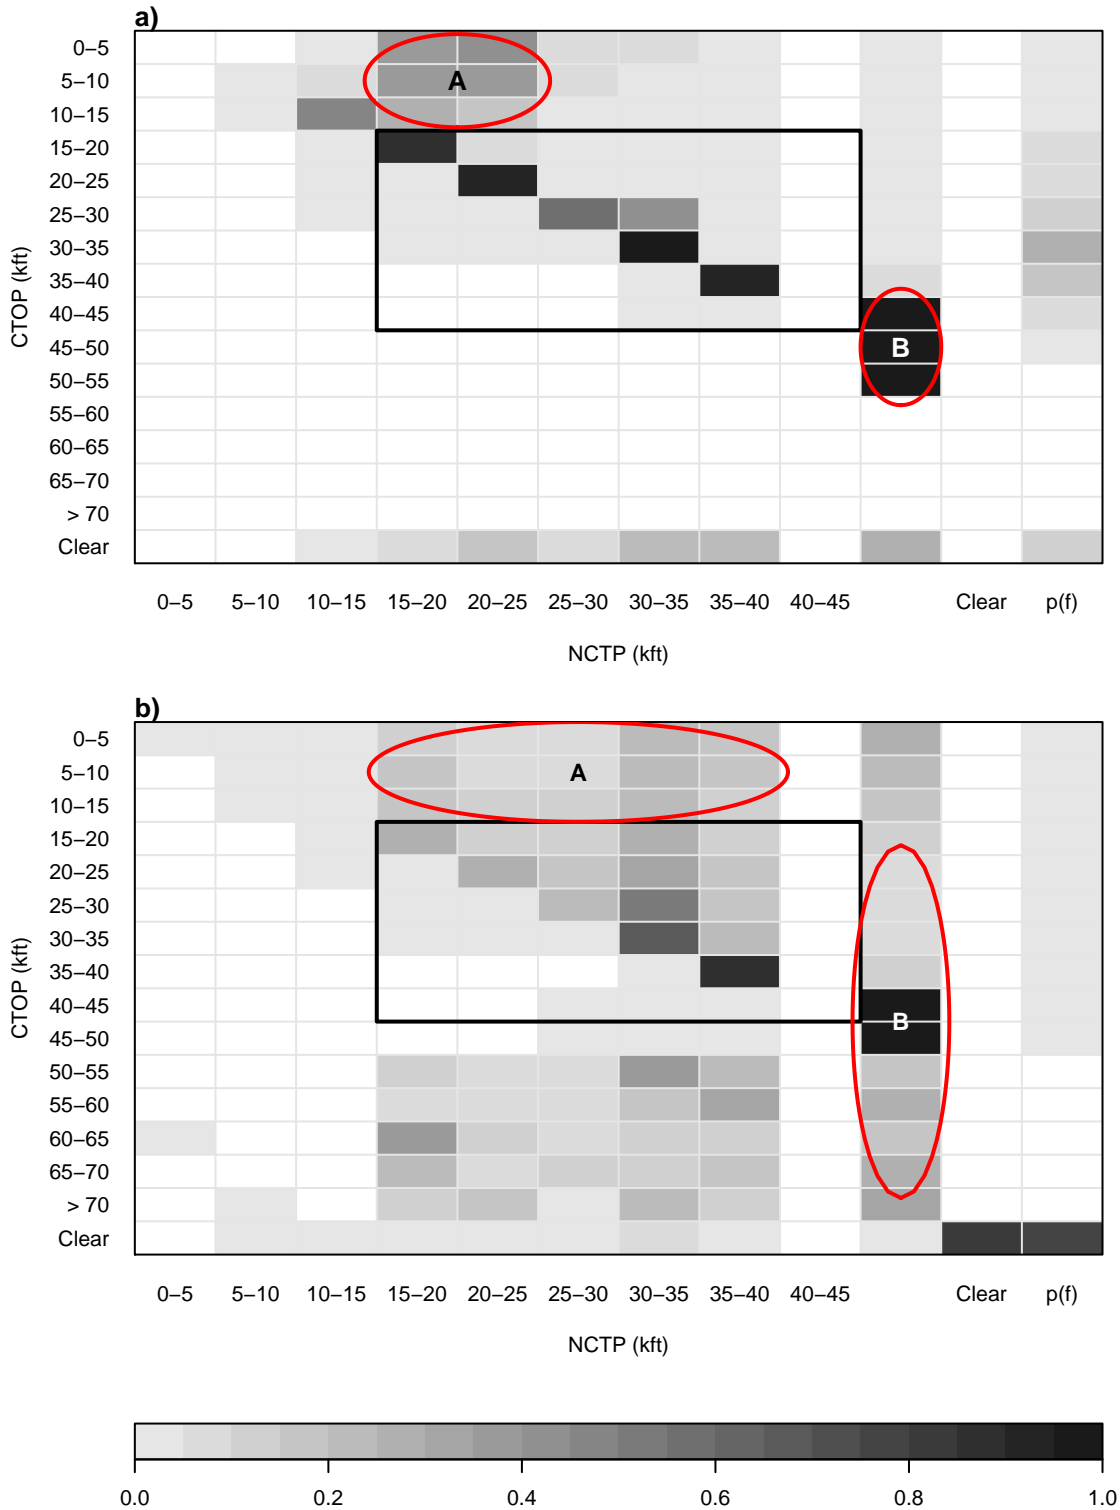 a)
0–5
5–10
10–15
15–20
20–25
25–30
30–35
35–40
40–45
45–50
50–55
55–60
60–65
65–70
> 70
Clear
CTOP (kft)
A
B
0–5 5–10 10–15 15–20 20–25 25–30 30–35 35–40 40–45 Clear p(f)
NCTP (kft)
b)
0–5
5–10
10–15
15–20
20–25
25–30
30–35
35–40
40–45
45–50
50–55
55–60
60–65
65–70
> 70
Clear
CTOP (kft)
A
B
0–5 5–10 10–15 15–20 20–25 25–30 30–35 35–40 40–45 Clear p(f)
NCTP (kft)
0.0 0.2 0.4 0.6 0.8 1.0